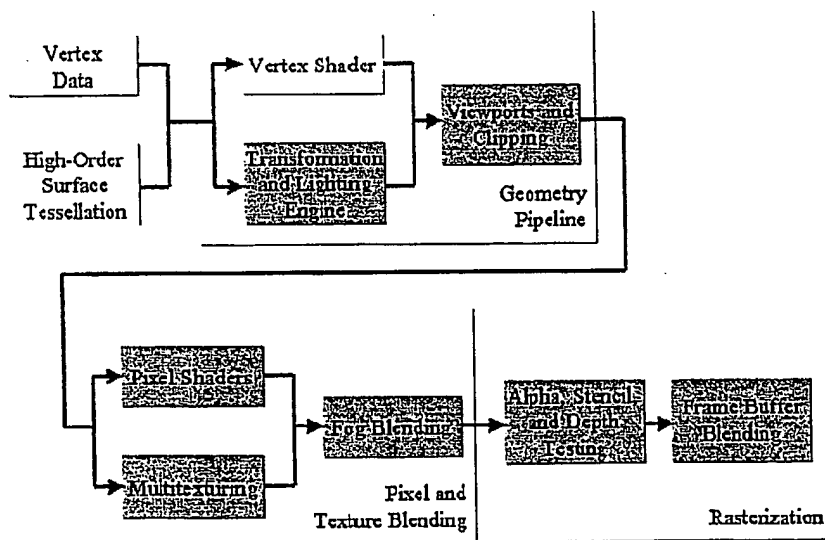 Vertex
Data
High-Order
Surface
Tessellation
Vertex Shader
Transformation
and Lighting
Engine
Viewports and
Clipping
Geometry
Pipeline
Pixel Shaders
Multitexturing
Fog Blending
Pixel and
Texture Blending
Alpha, Stencil
and Depth
Testing
Frame Buffer
Blending
Rasterization